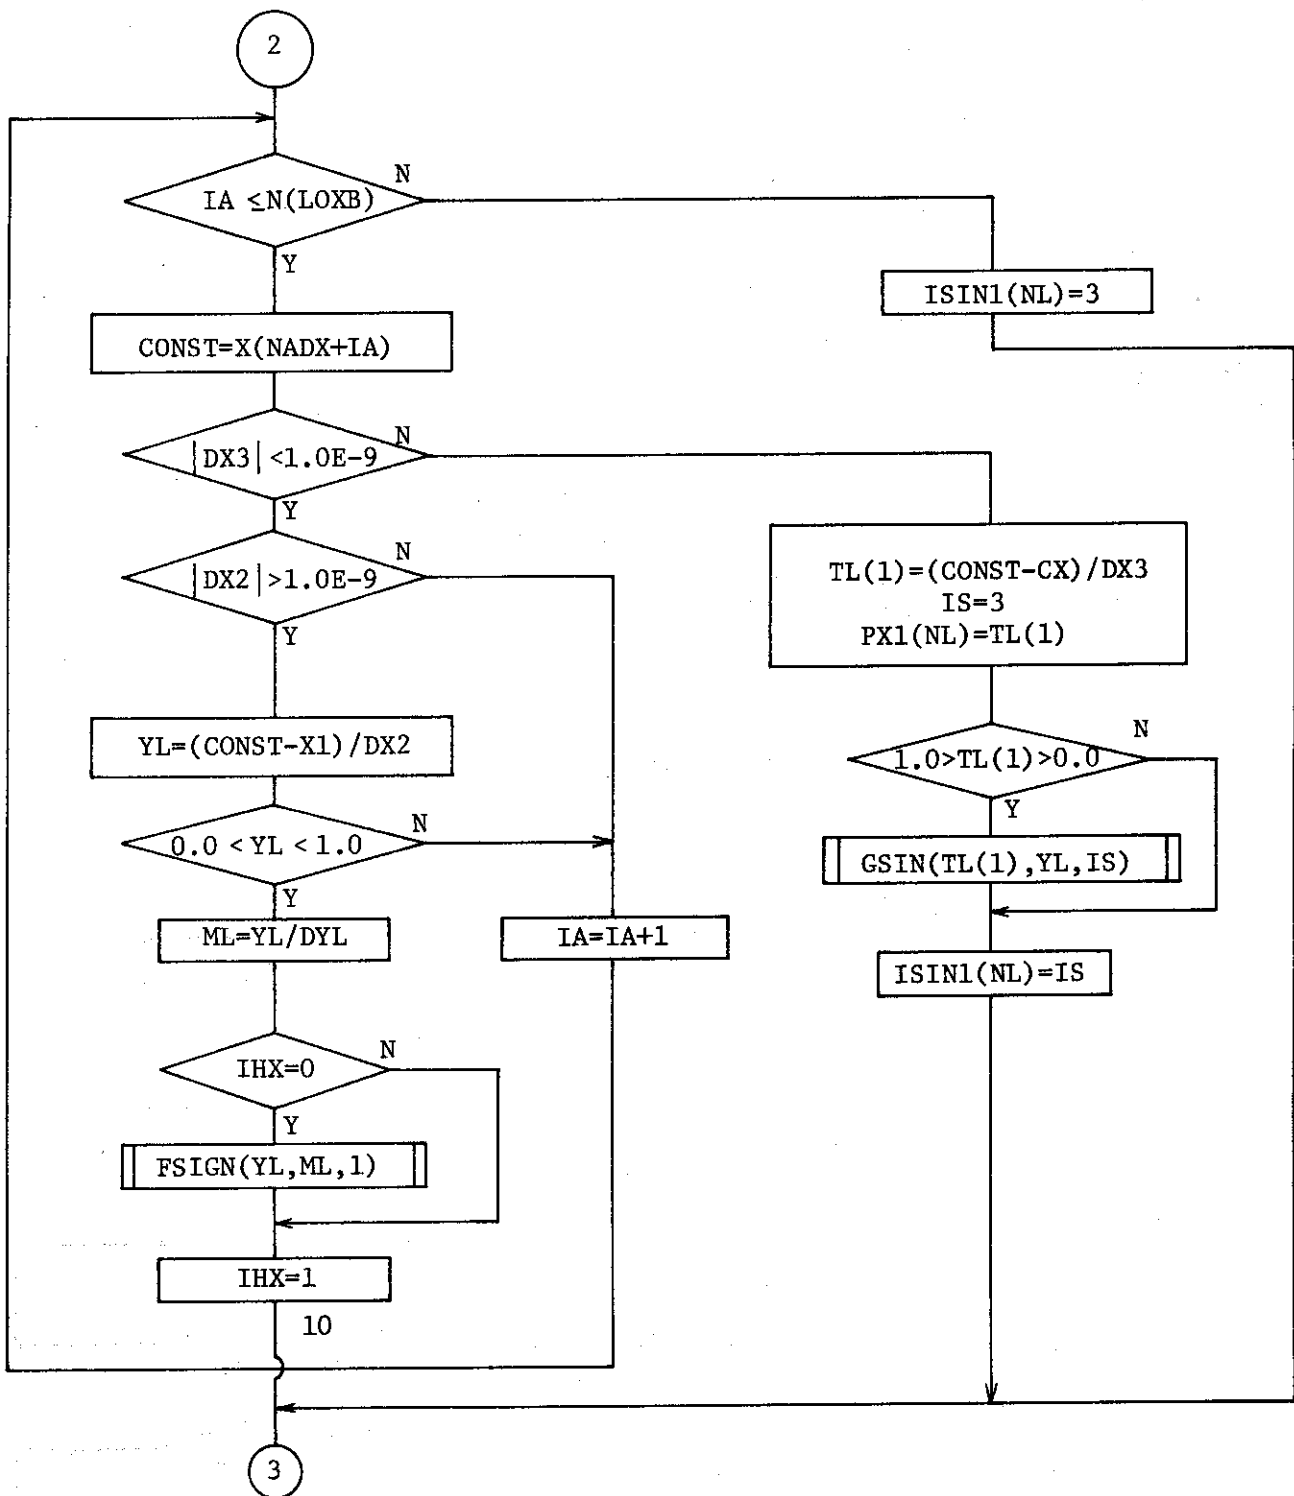 2
IA ≤N(LOXB)
N
Y
ISIN1(NL)=3
CONST=X(NADX+IA)
|DX3|<1.0E-9
N
Y
|DX2|>1.0E-9
N
Y
TL(1)=(CONST-CX)/DX3
IS=3
PX1(NL)=TL(1)
YL=(CONST-X1)/DX2
1.0>TL(1)>0.0
N
Y
0.0 < YL < 1.0
N
Y
GSIN(TL(1),YL,IS)
ML=YL/DYL
IA=IA+1
ISIN1(NL)=IS
IHX=0
N
Y
FSIGN(YL,ML,1)
IHX=1
10
3